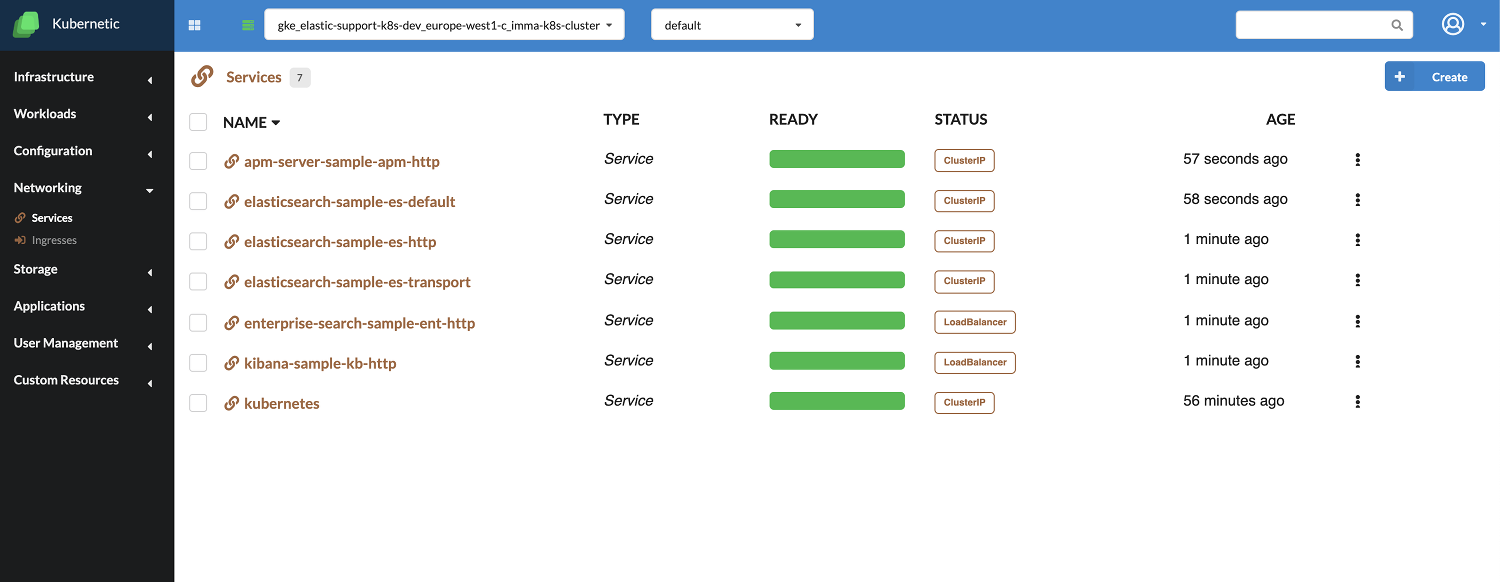 Kubernetic
gke_elastic-support-k8s-dev_europe-west1-c_imma-k8s-cluster
default
Infrastructure
Workloads
Configuration
Networking
Services
Ingresses
Storage
Applications
User Management
Custom Resources
Services 7
+ Create
NAME TYPE READY STATUS AGE
apm-server-sample-apm-http Service ClusterIP 57 seconds ago
elasticsearch-sample-es-default Service ClusterIP 58 seconds ago
elasticsearch-sample-es-http Service ClusterIP 1 minute ago
elasticsearch-sample-es-transport Service ClusterIP 1 minute ago
enterprise-search-sample-ent-http Service LoadBalancer 1 minute ago
kibana-sample-kb-http Service LoadBalancer 1 minute ago
kubernetes Service ClusterIP 56 minutes ago